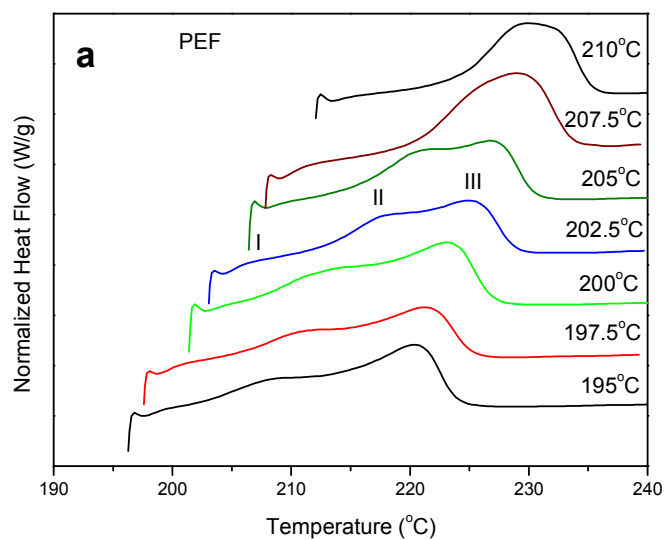 a
PEF
210°C
207.5°C
205°C
III
II
202.5°C
I
200°C
197.5°C
195°C
Normalized Heat Flow (W/g)
190 200 210 220 230 240
Temperature (°C)